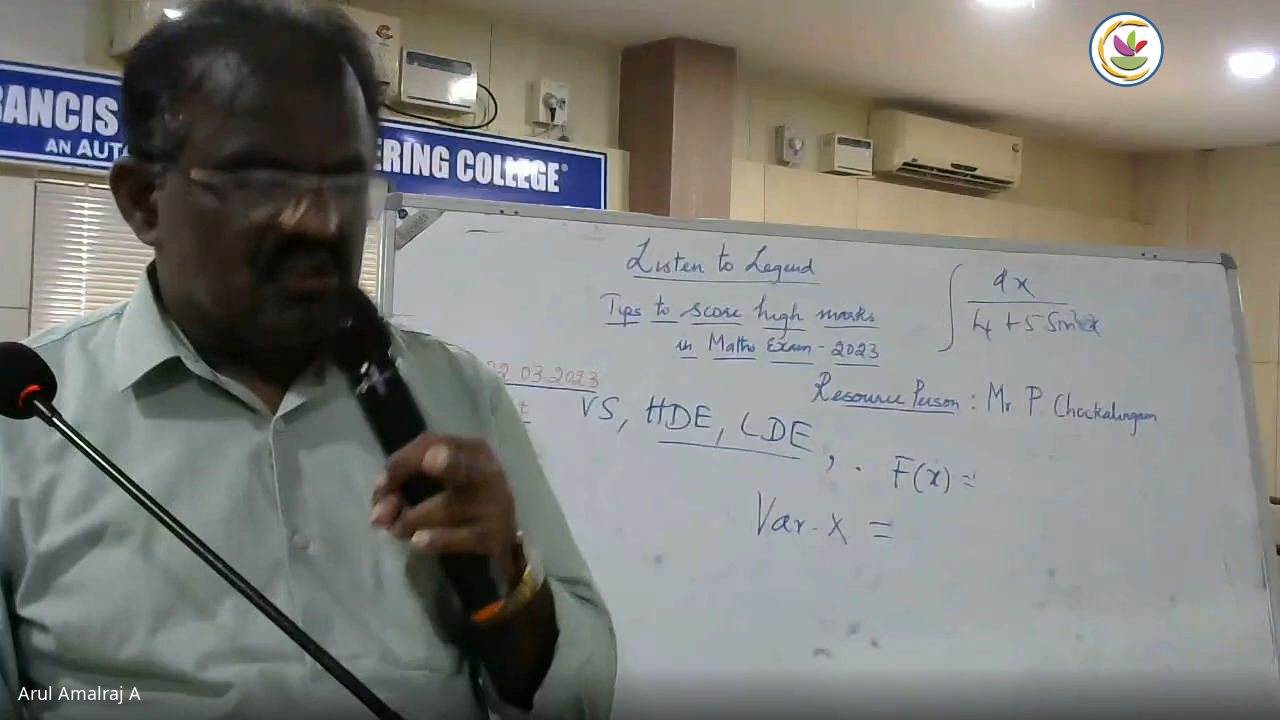 RANCIS
AN AUT
ERING COLLEGE
Listen to Legend
Tips to score high marks
in Maths Exam - 2023
dx
4 + 5 Sin
22.03.2023
Resource Person : Mr P Chockalingam
VS, HDE, LDE, . F(x) =
Var - X =
Arul Amalraj A